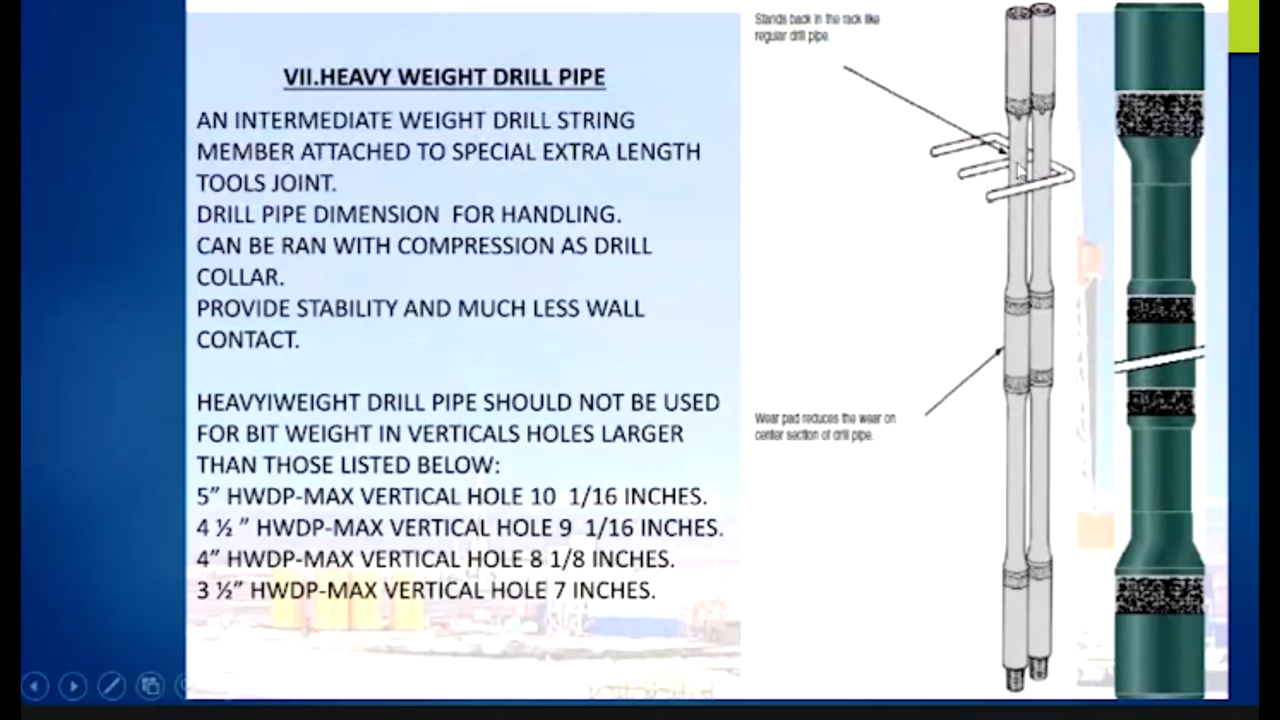 VII.HEAVY WEIGHT DRILL PIPE
AN INTERMEDIATE WEIGHT DRILL STRING
MEMBER ATTACHED TO SPECIAL EXTRA LENGTH
TOOLS JOINT.
DRILL PIPE DIMENSION FOR HANDLING.
CAN BE RAN WITH COMPRESSION AS DRILL
COLLAR.
PROVIDE STABILITY AND MUCH LESS WALL
CONTACT.
HEAVYIWEIGHT DRILL PIPE SHOULD NOT BE USED
FOR BIT WEIGHT IN VERTICALS HOLES LARGER
THAN THOSE LISTED BELOW:
5” HWDP-MAX VERTICAL HOLE 10 1/16 INCHES.
4 ½ ” HWDP-MAX VERTICAL HOLE 9 1/16 INCHES.
4” HWDP-MAX VERTICAL HOLE 8 1/8 INCHES.
3 ½” HWDP-MAX VERTICAL HOLE 7 INCHES.
Stands back in the rack like
regular drill pipe.
Wear pad reduces the wear on
center section of drill pipe.